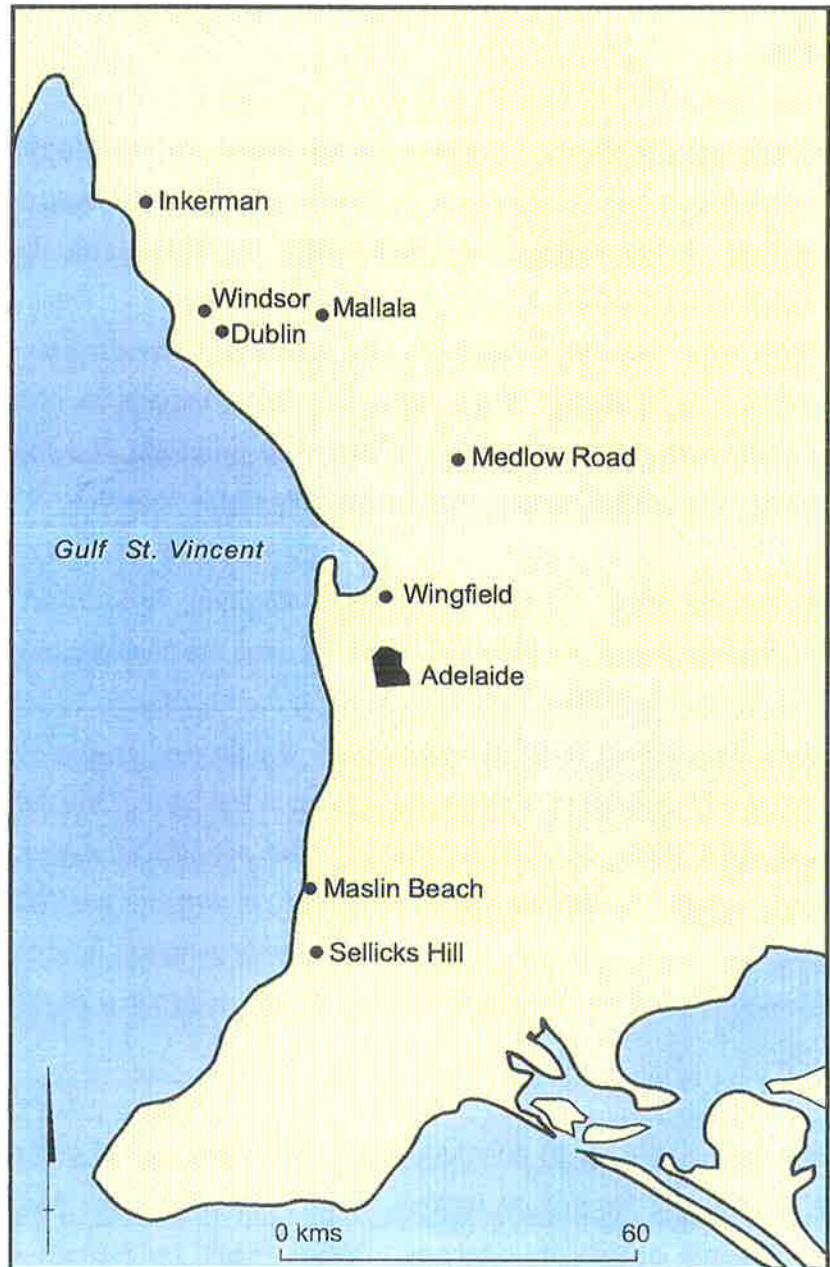 Inkerman
Windsor
Mallala
Dublin
Medlow Road
Gulf St. Vincent
Wingfield
Adelaide
Maslin Beach
Sellicks Hill
0 kms 60